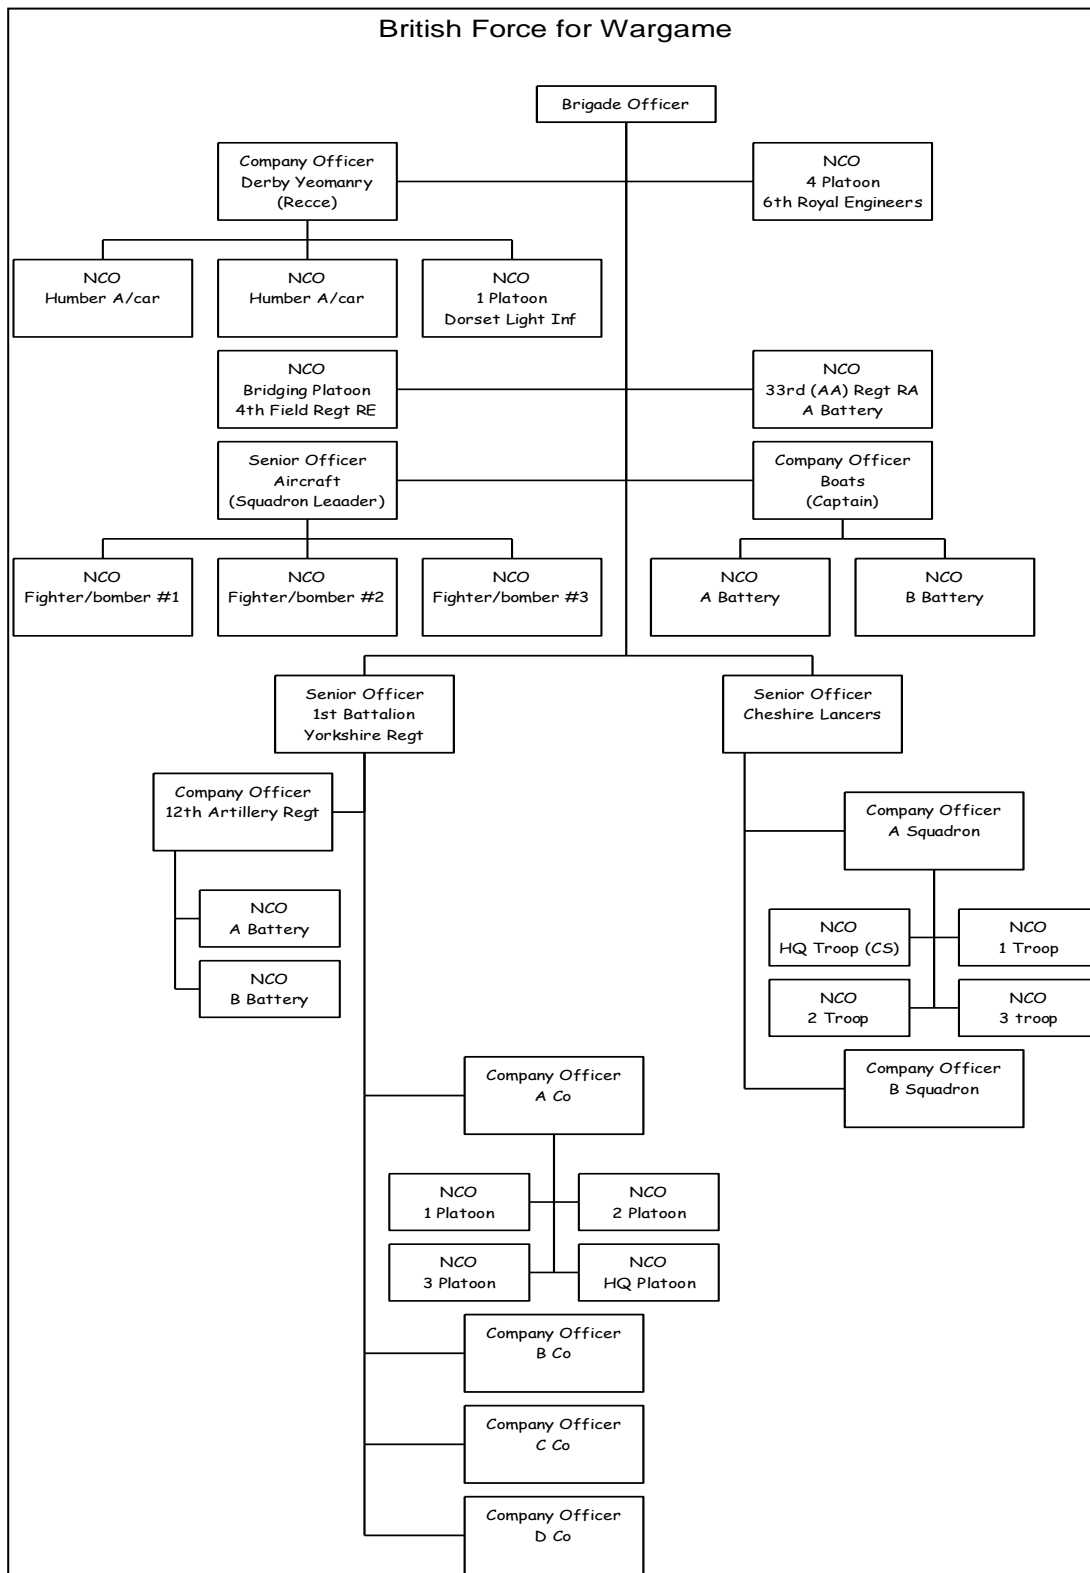 British Force for Wargame
Brigade Officer
Company Officer
Derby Yeomanry
(Recce)
NCO
4 Platoon
6th Royal Engineers
NCO
Humber A/car
NCO
Humber A/car
NCO
1 Platoon
Dorset Light Inf
NCO
Bridging Platoon
4th Field Regt RE
NCO
33rd (AA) Regt RA
A Battery
Senior Officer
Aircraft
(Squadron Leaader)
Company Officer
Boats
(Captain)
NCO
Fighter/bomber #1
NCO
Fighter/bomber #2
NCO
Fighter/bomber #3
NCO
A Battery
NCO
B Battery
Senior Officer
1st Battalion
Yorkshire Regt
Senior Officer
Cheshire Lancers
Company Officer
12th Artillery Regt
Company Officer
A Squadron
NCO
A Battery
NCO
B Battery
NCO
HQ Troop (CS)
NCO
1 Troop
NCO
2 Troop
NCO
3 troop
Company Officer
B Squadron
Company Officer
A Co
NCO
1 Platoon
NCO
2 Platoon
NCO
3 Platoon
NCO
HQ Platoon
Company Officer
B Co
Company Officer
C Co
Company Officer
D Co